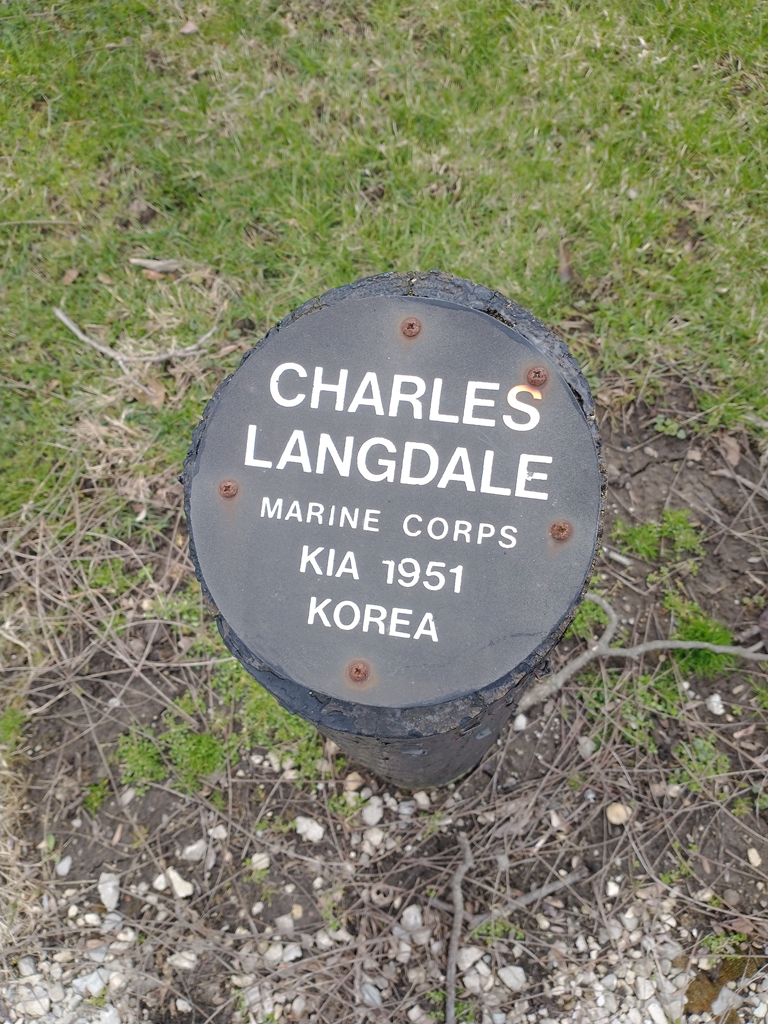 CHARLES
LANGDALE
MARINE CORPS
KIA 1951
KOREA